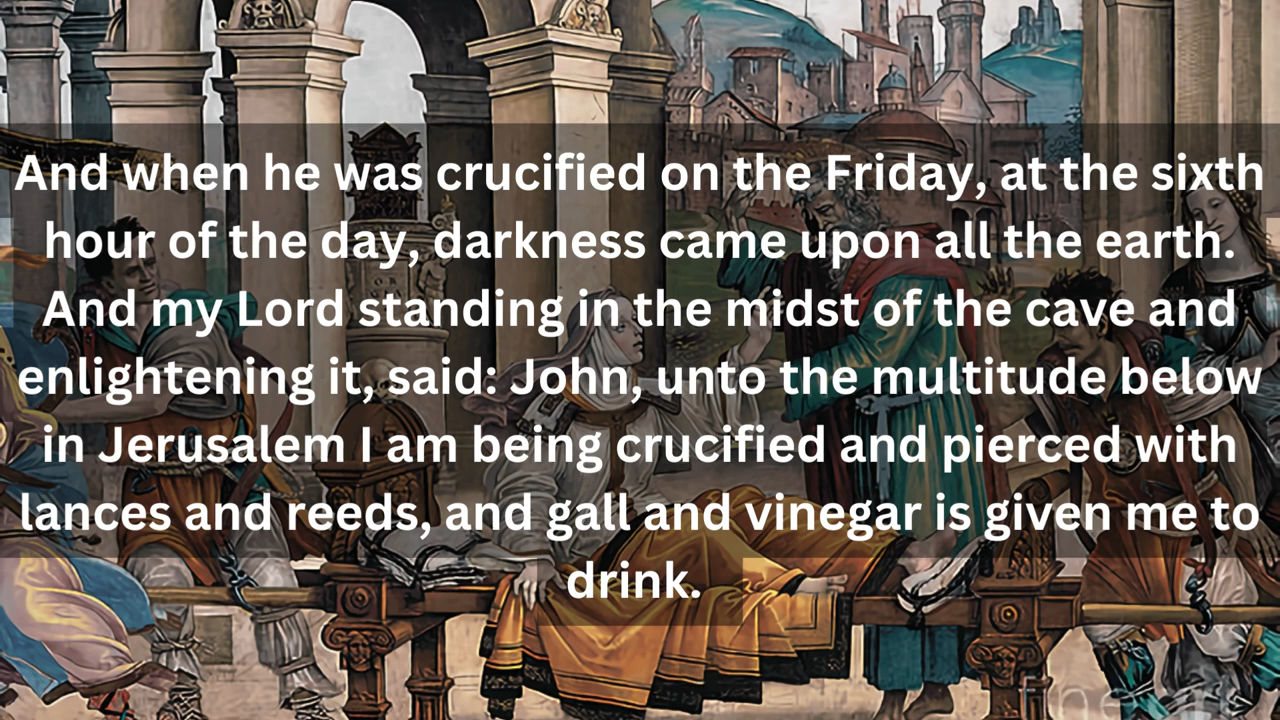 And when he was crucified on the Friday, at the sixth
hour of the day, darkness came upon all the earth.
And my Lord standing in the midst of the cave and
enlightening it, said: John, unto the multitude below
in Jerusalem I am being crucified and pierced with
lances and reeds, and gall and vinegar is given me to
drink.